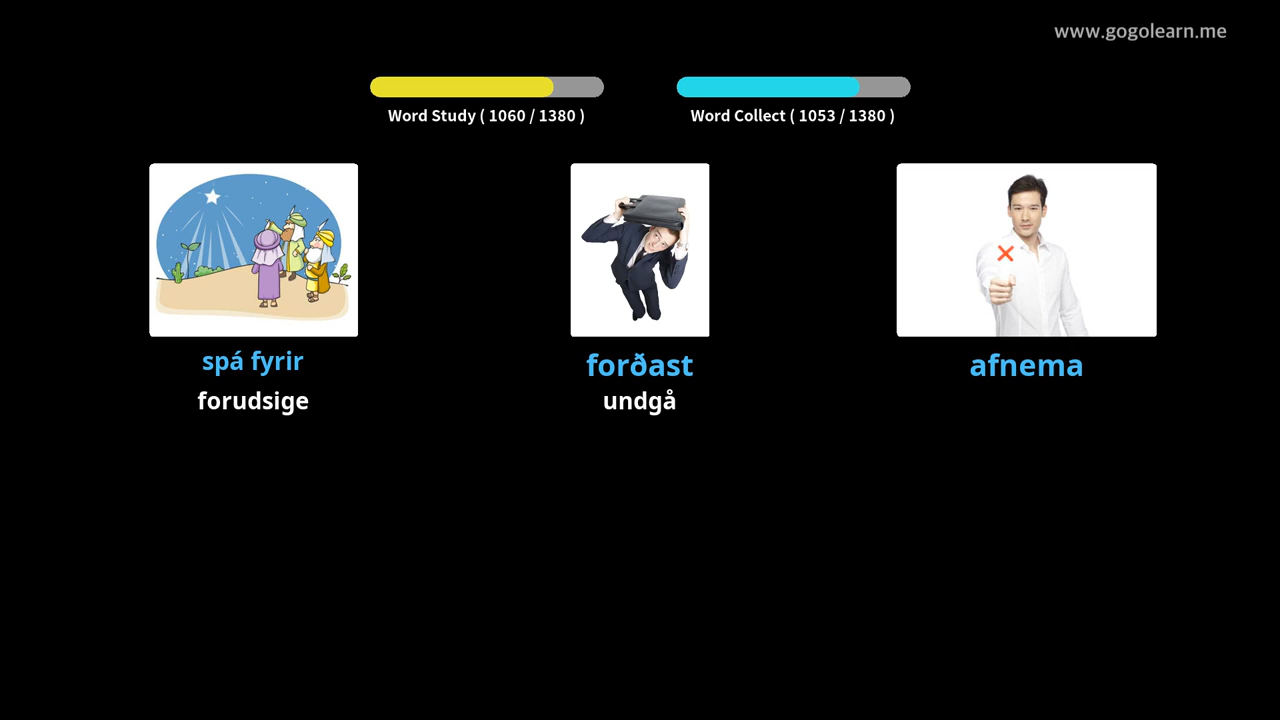 www.gogolearn.me
Word Study ( 1060 / 1380 )
Word Collect ( 1053 / 1380 )
spá fyrir
forudsige
forðast
undgå
afnema